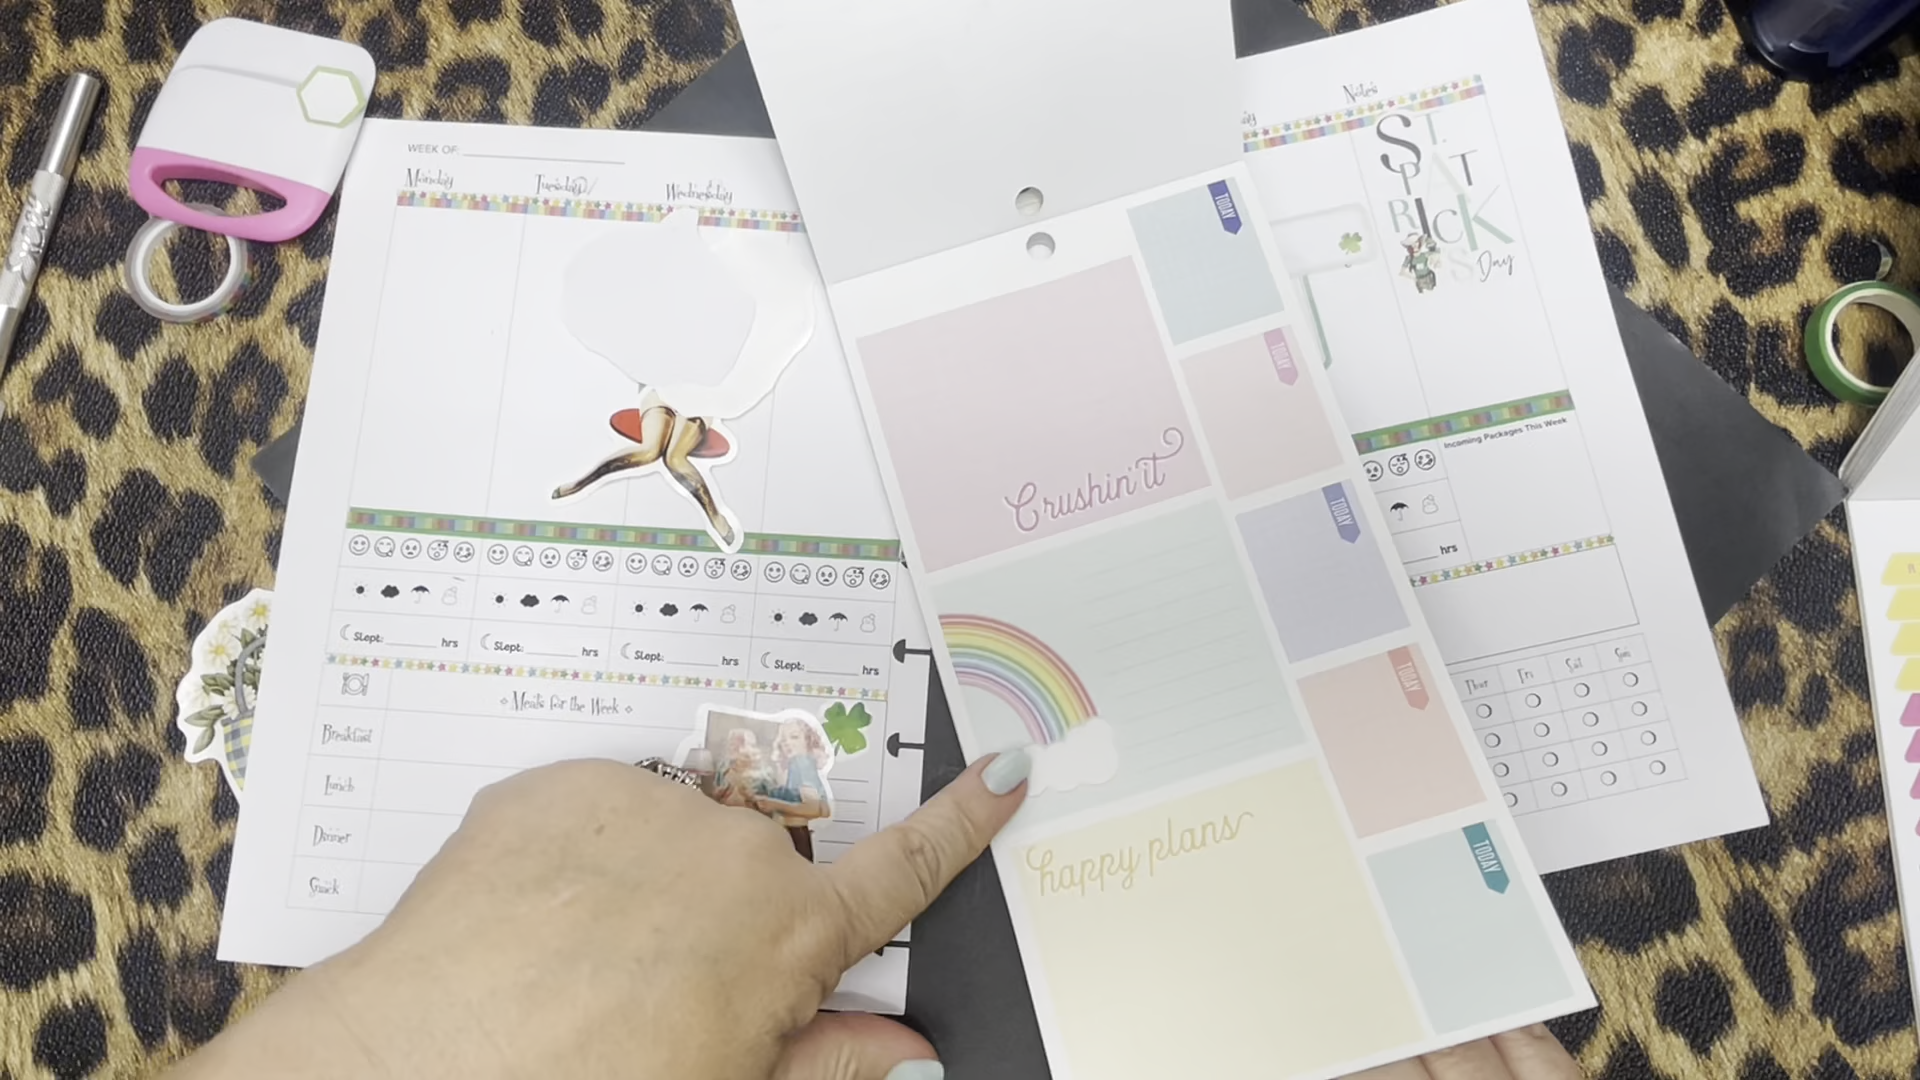 WEEK OF:
Monday
Tuesday
Wednesday
Notes
ST.
PAT
RICK
S Day
Incoming Packages This Week
hrs
Slept: hrs
Slept: hrs
Slept: hrs
Slept: hrs
Meals for the Week
Breakfast
Lunch
Dinner
Snack
Thur
Fri
Sat
Sun
TODAY
TODAY
TODAY
TODAY
TODAY
Crushin' it
happy plans
Excel